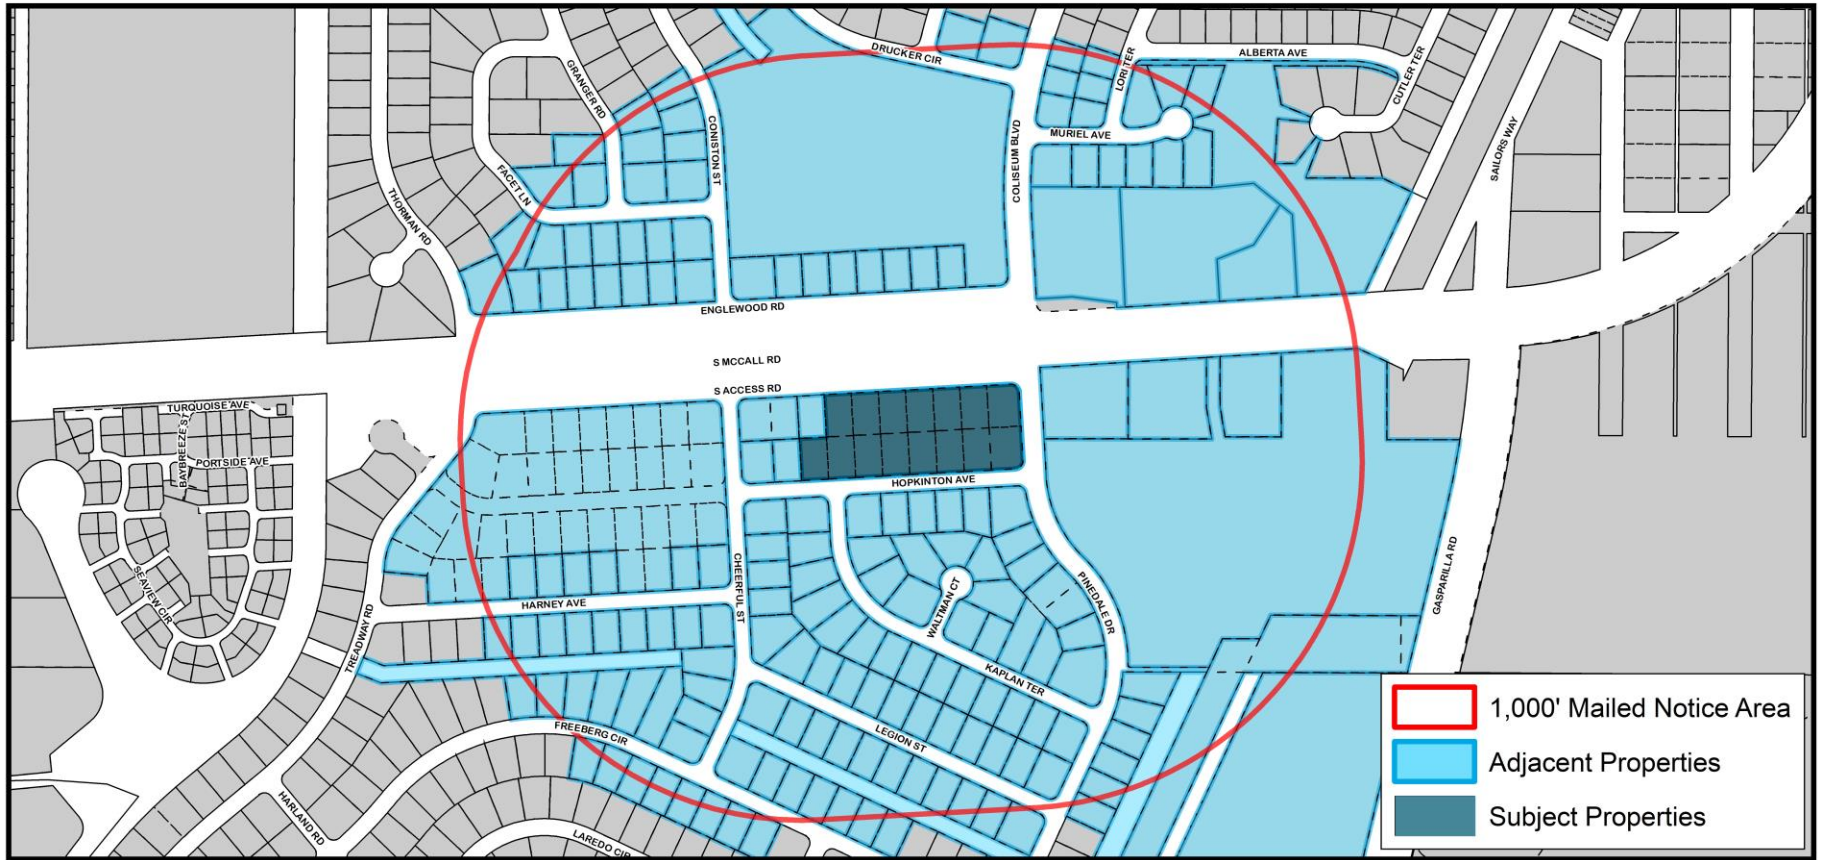 DRUCKER CIR
ALBERTA AVE
LORI TER
CUTLER TER
GRANGER RD
CONISTON ST
COLISEUM BLVD
MURIEL AVE
SAILORS WAY
FACET LN
THORMAN RD
ENGLEWOOD RD
S MCCALL RD
S ACCESS RD
TURQUOISE AVE
BAYBREEZE ST
PORTSIDE AVE
HOPKINTON AVE
SEAVIEW CIR
CHEERFUL ST
WALTMAN CT
PINEDALE DR
GASPARILLA RD
HARNEY AVE
TREADWAY RD
KAPLAN TER
FREEBERG CIR
LEGION ST
HARLAND RD
LAREDO CIR
1,000' Mailed Notice Area
Adjacent Properties
Subject Properties